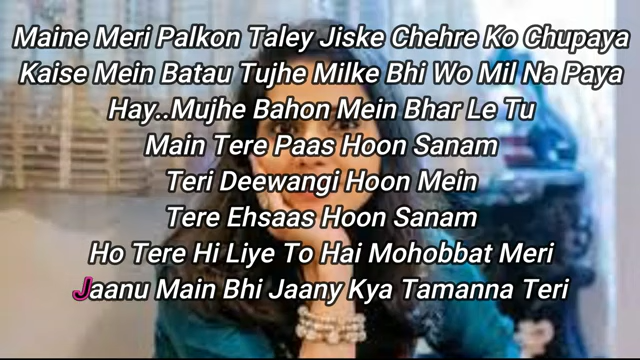 Maine Meri Palkon Taley Jiske Chehre Ko Chupaya
Kaise Mein Batau Tujhe Milke Bhi Wo Mil Na Paya
Hay..Mujhe Bahon Mein Bhar Le Tu
Main Tere Paas Hoon Sanam
Teri Deewangi Hoon Mein
Tere Ehsaas Hoon Sanam
Ho Tere Hi Liye To Hai Mohobbat Meri
Jaanu Main Bhi Jaany Kya Tamanna Teri